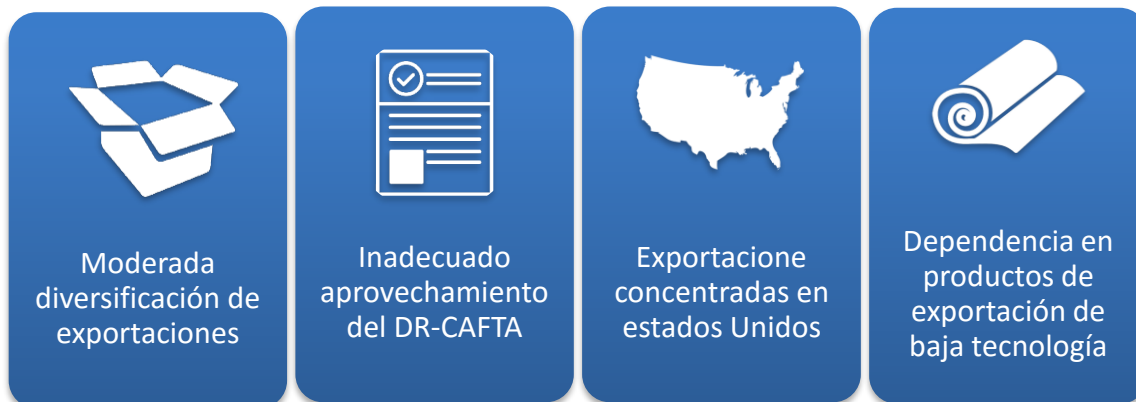 Moderada
diversificación de
exportaciones
Inadecuado
aprovechamiento
del DR-CAFTA
Exportacione
concentradas en
estados Unidos
Dependencia en
productos de
exportación de
baja tecnología